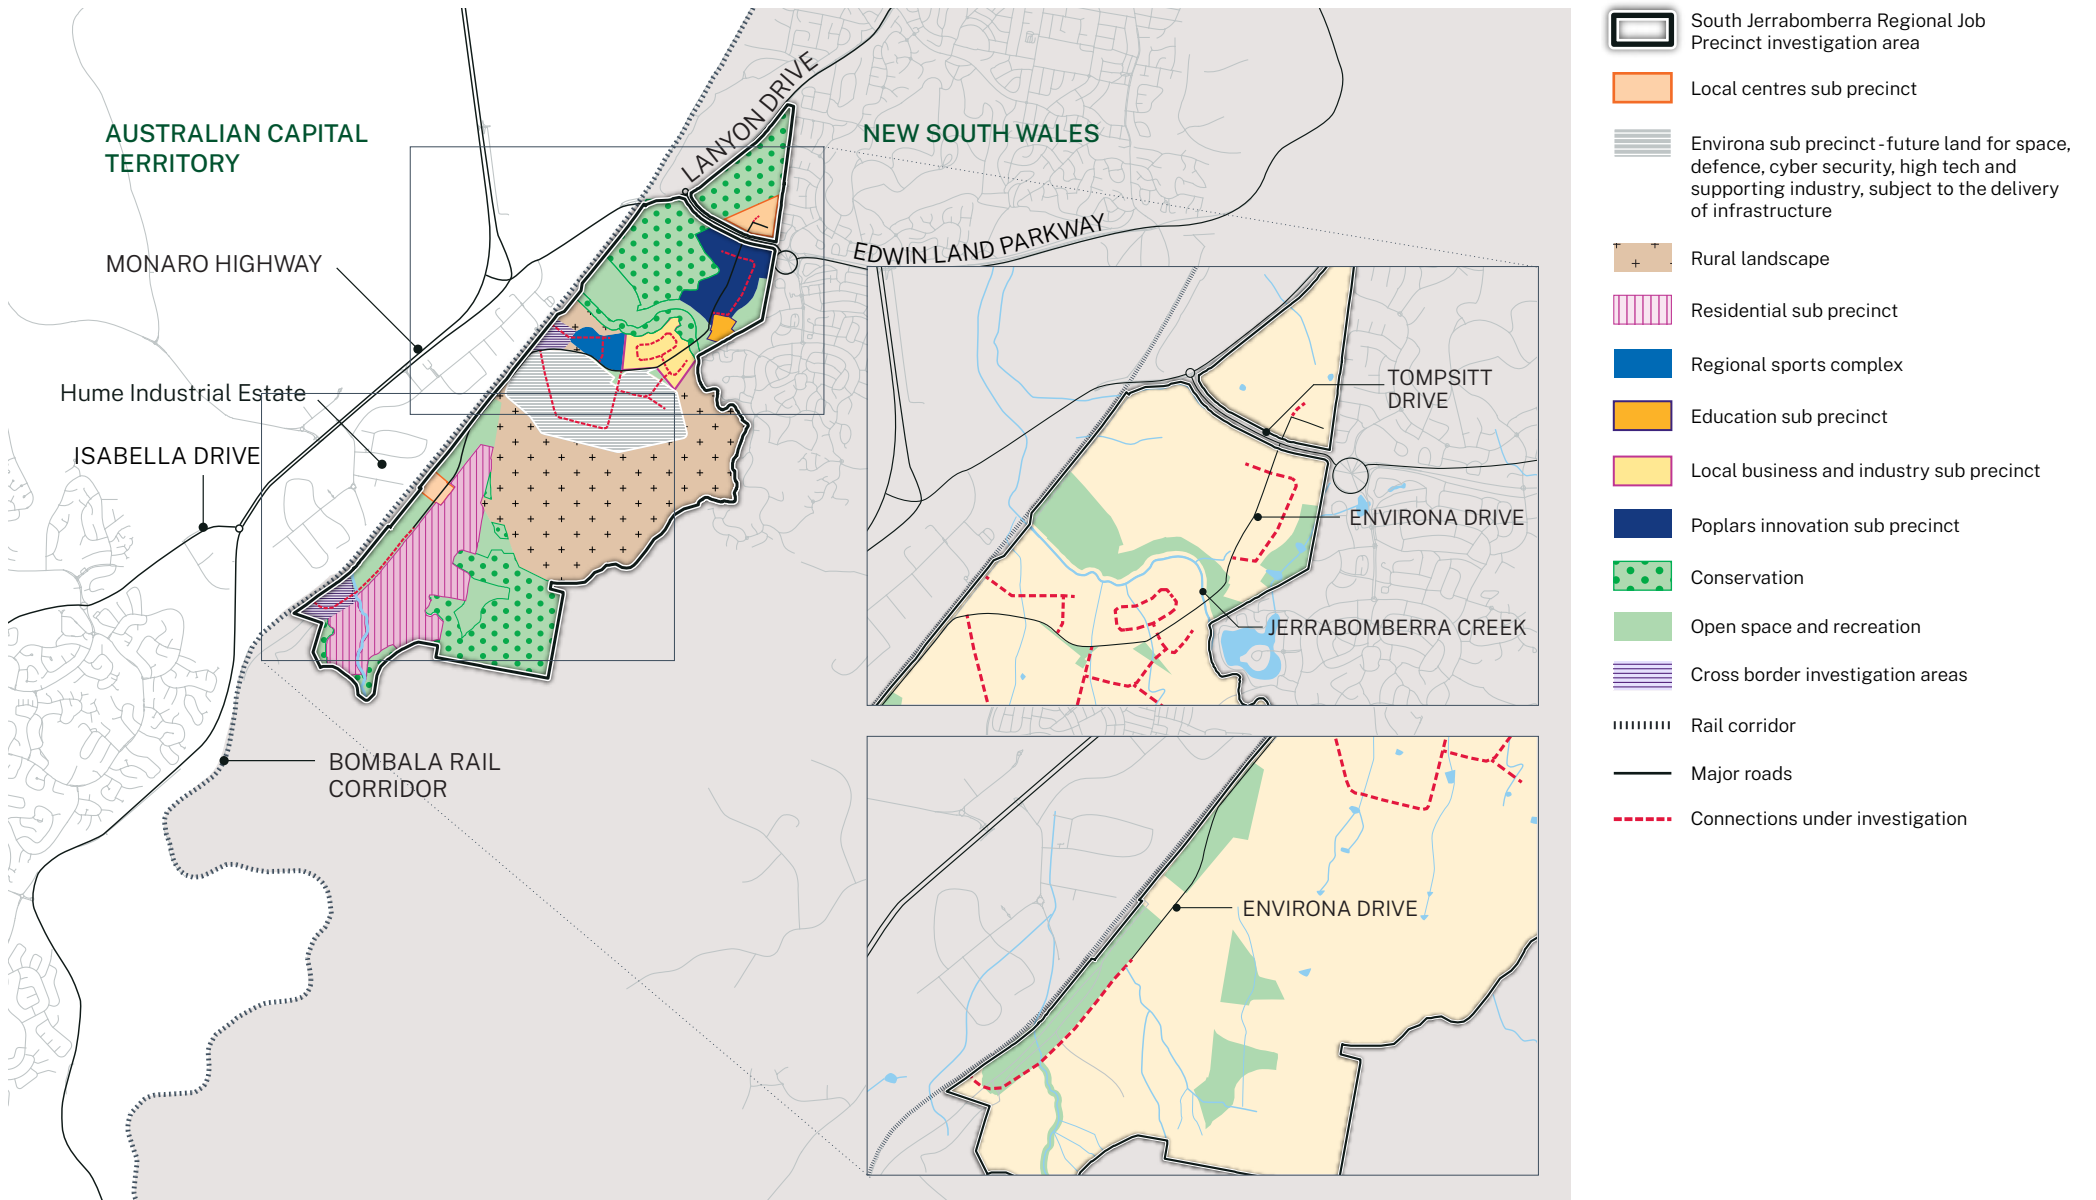 AUSTRALIAN CAPITAL
TERRITORY
NEW SOUTH WALES
LANYON DRIVE
EDWIN LAND PARKWAY
MONARO HIGHWAY
Hume Industrial Estate
ISABELLA DRIVE
BOMBALA RAIL
CORRIDOR
TOMPSITT
DRIVE
ENVIRONA DRIVE
JERRABOMBERRA CREEK
ENVIRONA DRIVE
South Jerrabomberra Regional Job
Precinct investigation area
Local centres sub precinct
Environa sub precinct - future land for space,
defence, cyber security, high tech and
supporting industry, subject to the delivery
of infrastructure
Rural landscape
Residential sub precinct
Regional sports complex
Education sub precinct
Local business and industry sub precinct
Poplars innovation sub precinct
Conservation
Open space and recreation
Cross border investigation areas
Rail corridor
Major roads
Connections under investigation